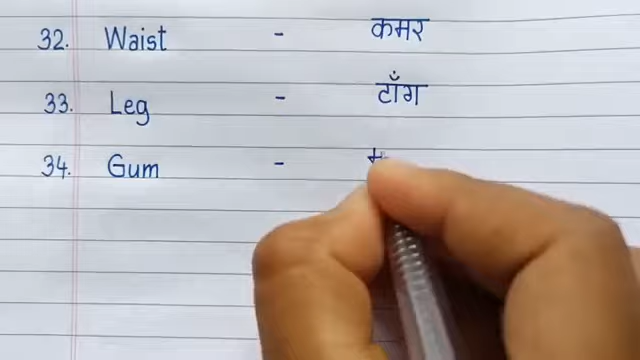 32. Waist - कमर
33. Leg - टाँग
34. Gum -